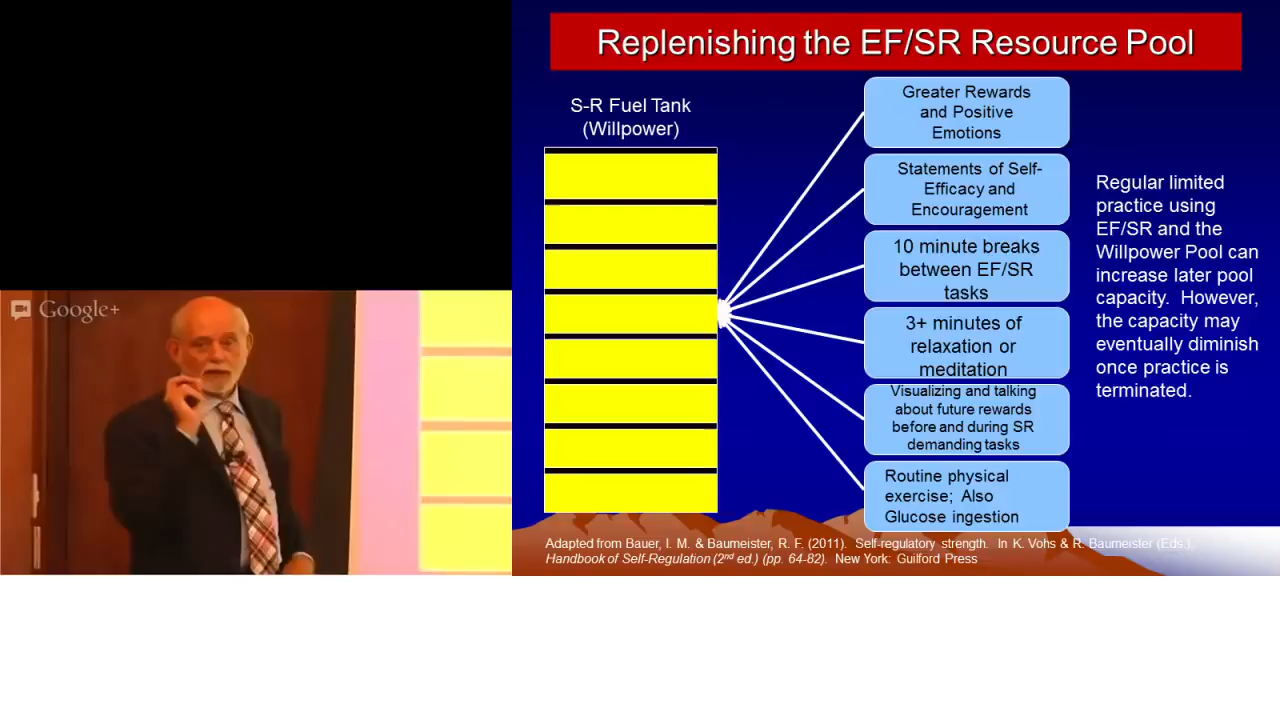 Google+
Replenishing the EF/SR Resource Pool
S-R Fuel Tank
(Willpower)
Greater Rewards
and Positive
Emotions
Statements of Self-
Efficacy and
Encouragement
10 minute breaks
between EF/SR
tasks
3+ minutes of
relaxation or
meditation
Visualizing and talking
about future rewards
before and during SR
demanding tasks
Routine physical
exercise;  Also
Glucose ingestion
Regular limited
practice using
EF/SR and the
Willpower Pool can
increase later pool
capacity.  However,
the capacity may
eventually diminish
once practice is
terminated.
Adapted from Bauer, I. M. & Baumeister, R. F. (2011).  Self-regulatory strength.  In K. Vohs & R. Baumeister (Eds.),
Handbook of Self-Regulation (2nd ed.) (pp. 64-82).  New York: Guilford Press